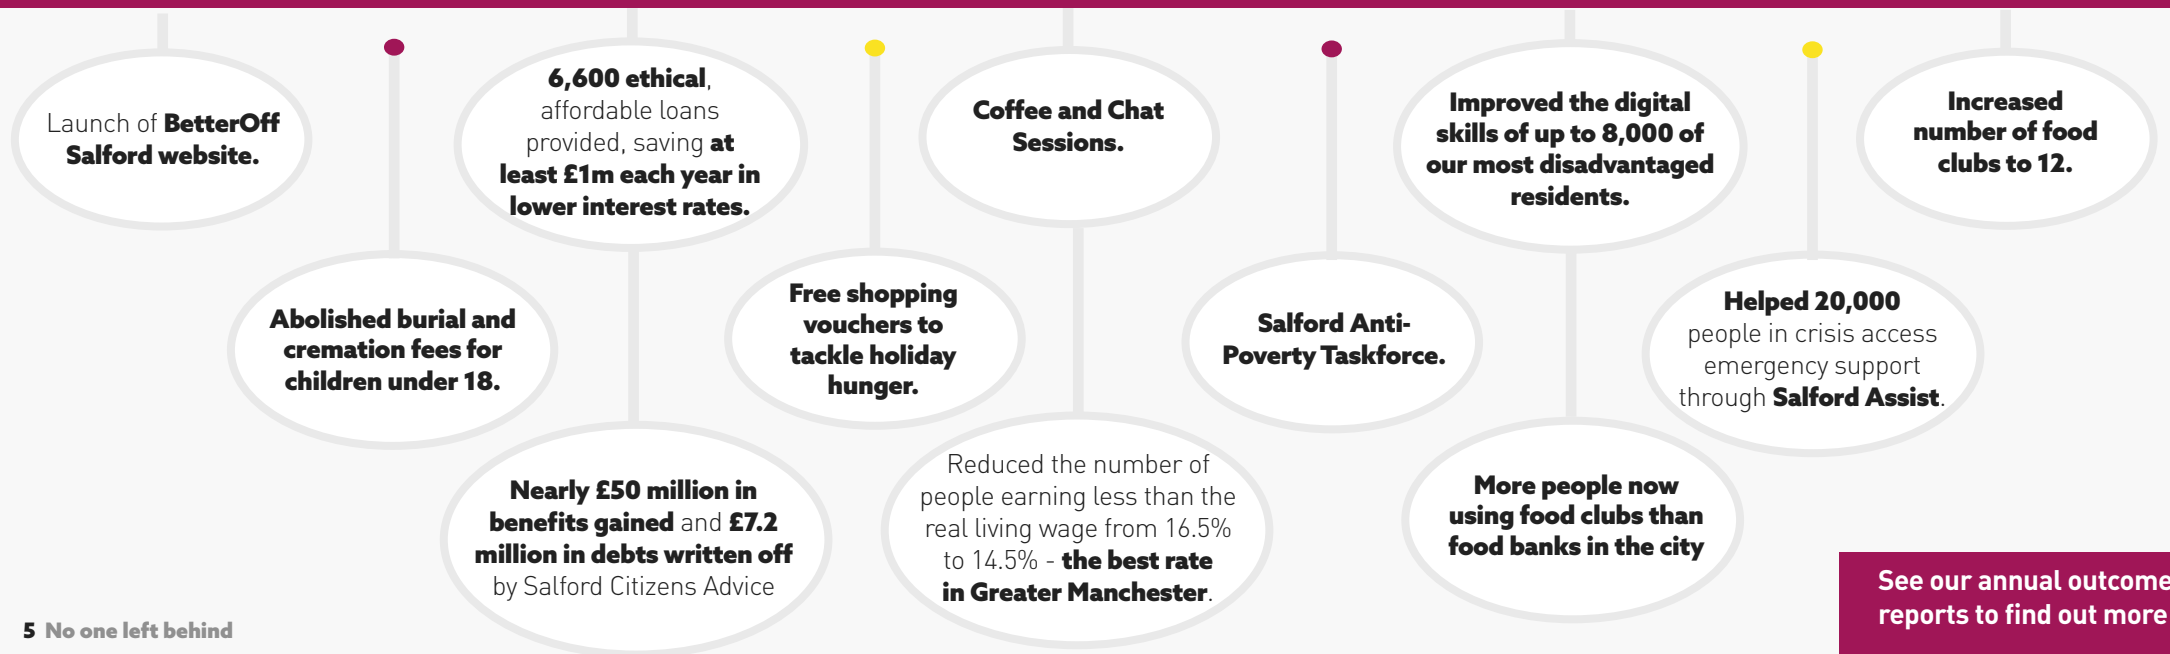 Launch of BetterOff
Salford website.
Abolished burial and
cremation fees for
children under 18.
6,600 ethical,
affordable loans
provided, saving at
least £1m each year in
lower interest rates.
Nearly £50 million in
benefits gained and £7.2
million in debts written off
by Salford Citizens Advice
Free shopping
vouchers to
tackle holiday
hunger.
Coffee and Chat
Sessions.
Reduced the number of
people earning less than the
real living wage from 16.5%
to 14.5% - the best rate
in Greater Manchester.
Salford Anti-
Poverty Taskforce.
Improved the digital
skills of up to 8,000 of
our most disadvantaged
residents.
More people now
using food clubs than
food banks in the city
Helped 20,000
people in crisis access
emergency support
through Salford Assist.
Increased
number of food
clubs to 12.
See our annual outcome
reports to find out more
5 No one left behind